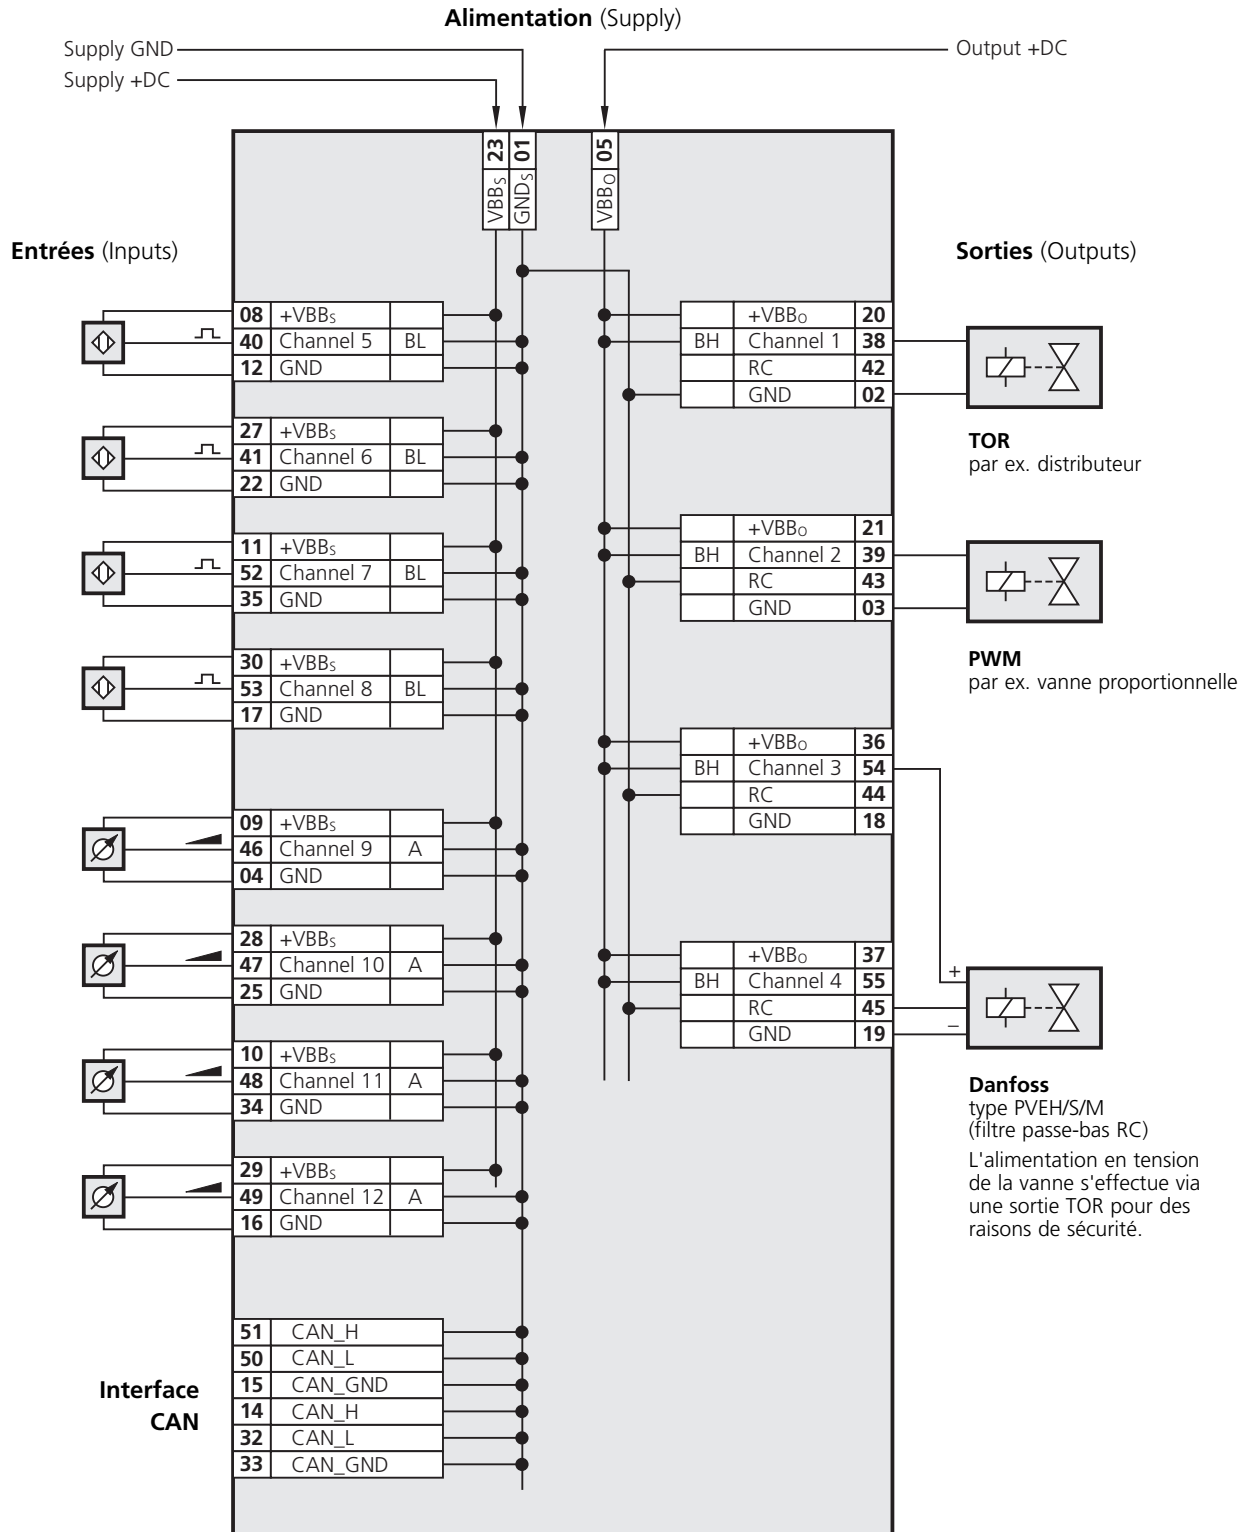 Alimentation (Supply)
Supply GND
Output +DC
Supply +DC
23 01 05
VBBS GNDS VBBO
Entrées (Inputs)
Sorties (Outputs)
08 +VBBS
40 Channel 5 BL
12 GND
27 +VBBS
41 Channel 6 BL
22 GND
11 +VBBS
52 Channel 7 BL
35 GND
30 +VBBS
53 Channel 8 BL
17 GND
09 +VBBS
46 Channel 9 A
04 GND
28 +VBBS
47 Channel 10 A
25 GND
10 +VBBS
48 Channel 11 A
34 GND
29 +VBBS
49 Channel 12 A
16 GND
51 CAN_H
50 CAN_L
15 CAN_GND
14 CAN_H
32 CAN_L
33 CAN_GND
Interface
CAN
+VBBO 20
BH Channel 1 38
RC 42
GND 02
TOR
par ex. distributeur
+VBBO 21
BH Channel 2 39
RC 43
GND 03
PWM
par ex. vanne proportionnelle
+VBBO 36
BH Channel 3 54
RC 44
GND 18
+VBBO 37
BH Channel 4 55
RC 45
GND 19
+
–
Danfoss
type PVEH/S/M
(filtre passe-bas RC)
L'alimentation en tension
de la vanne s'effectue via
une sortie TOR pour des
raisons de sécurité.